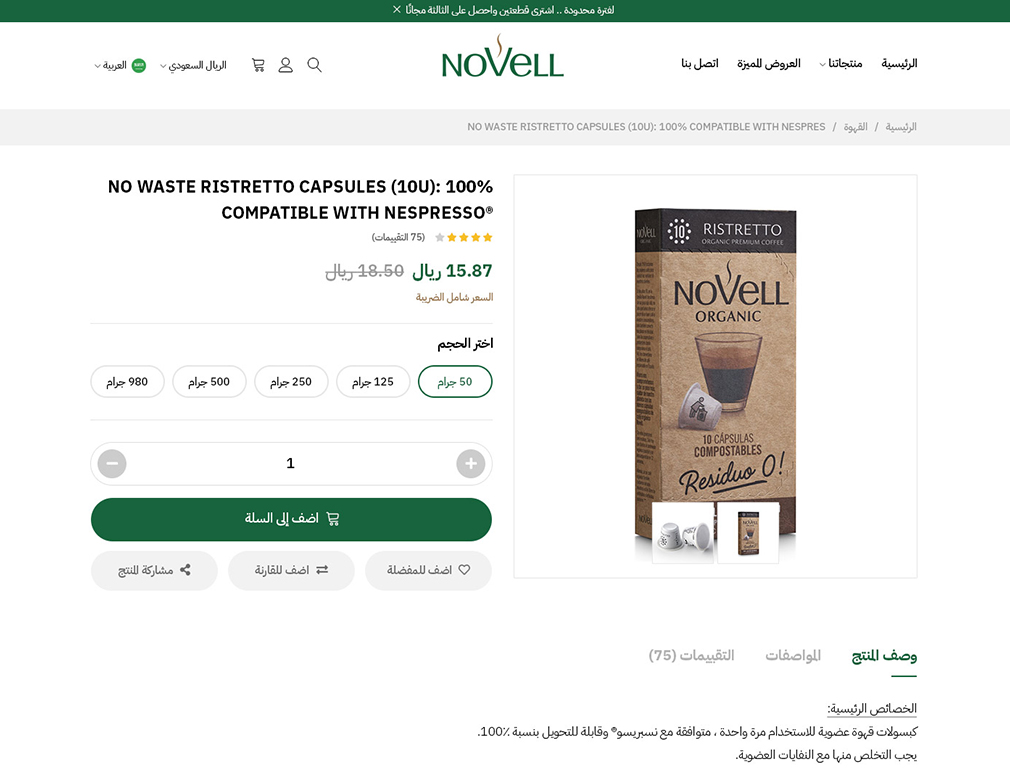 لفترة محدودة .. اشترى قطعتين واحصل على الثالثة مجانًا ×
الرئيسية
منتجاتنا
العروض المميزة
اتصل بنا
NOVELL
الريال السعودي
العربية
الرئيسية / القهوة / NO WASTE RISTRETTO CAPSULES (10U): 100% COMPATIBLE WITH NESPRES
10 RISTRETTO
ORGANIC PREMIUM COFFEE
NOVELL
ORGANIC
10 CÁPSULAS
COMPOSTABLES
Residuo 0!
NO WASTE RISTRETTO CAPSULES (10U): 100%
COMPATIBLE WITH NESPRESSO®
(75 التقييمات)
15.87 ريال 18.50 ريال
السعر شامل الضريبة
اختر الحجم
50 جرام
125 جرام
250 جرام
500 جرام
980 جرام
1
اضف إلى السلة
اضف للمفضلة
اضف للقارنة
مشاركة المنتج
وصف المنتج
المواصفات
التقييمات (75)
الخصائص الرئيسية:
كبسولات قهوة عضوية للاستخدام مرة واحدة ، متوافقة مع نسبريسو® وقابلة للتحويل بنسبة 100٪.
يجب التخلص منها مع النفايات العضوية.